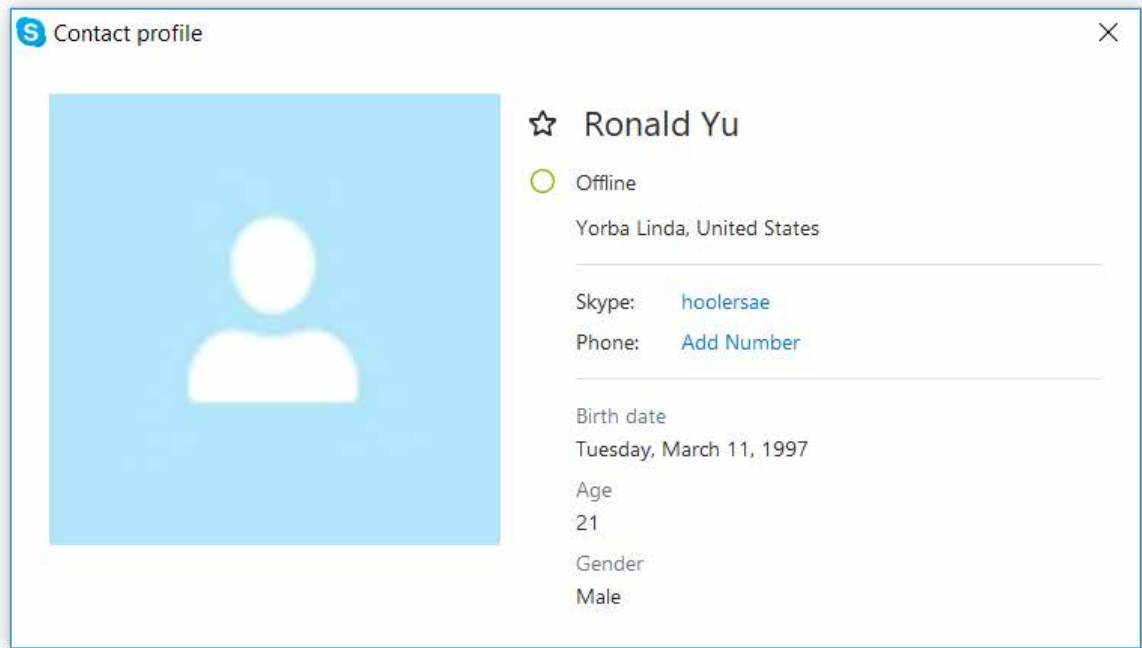 Contact profile
Ronald Yu
Offline
Yorba Linda, United States
Skype: hoolersae
Phone: Add Number
Birth date
Tuesday, March 11, 1997
Age
21
Gender
Male